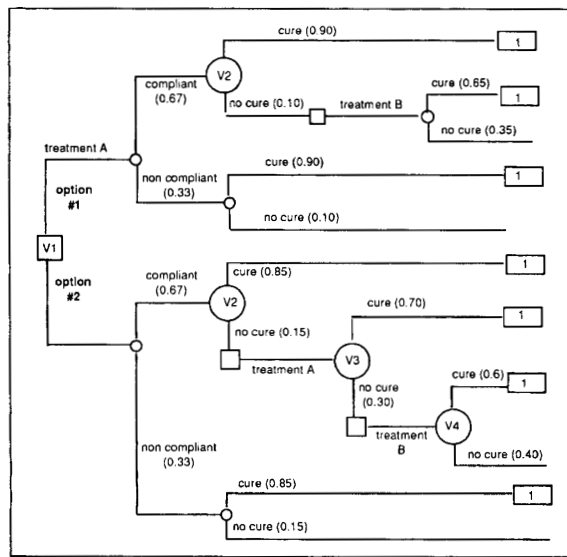 cure (0.90)
1
V2
compliant
(0.67)
cure (0.65)
1
no cure (0.10)
treatment B
no cure (0.35)
treatment A
cure (0.90)
1
non compliant
(0.33)
option
#1
no cure (0.10)
V1
cure (0.85)
1
compliant
(0.67)
option
#2
V2
cure (0.70)
1
no cure (0.15)
V3
treatment A
cure (0.6)
1
no cure
(0.30)
V4
treatment
B
non compliant
(0.33)
no cure (0.40)
cure (0.85)
1
no cure (0.15)